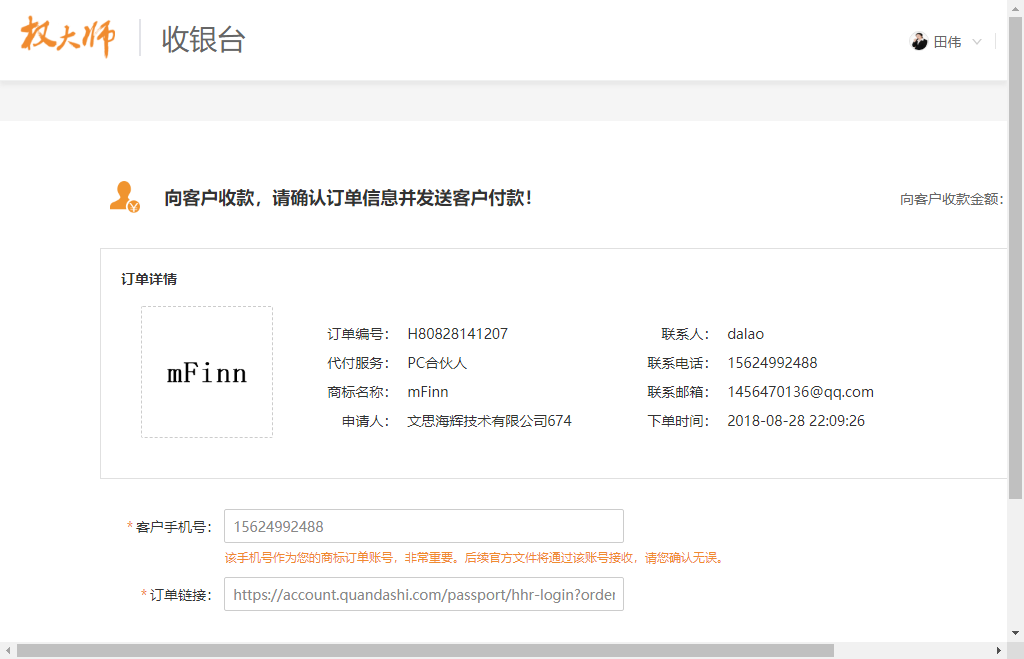 权大师 收银台 田伟
向客户收款，请确认订单信息并发送客户付款！ 向客户收款金额：
订单详情
mFinn
订单编号： H80828141207 联系人： dalao
代付服务： PC合伙人 联系电话： 15624992488
商标名称： mFinn 联系邮箱： 1456470136@qq.com
申请人： 文思海辉技术有限公司674 下单时间： 2018-08-28 22:09:26
*客户手机号： 15624992488
该手机号作为您的商标订单账号，非常重要。后续官方文件将通过该账号接收，请您确认无误。
*订单链接： https://account.quandashi.com/passport/hhr-login?order